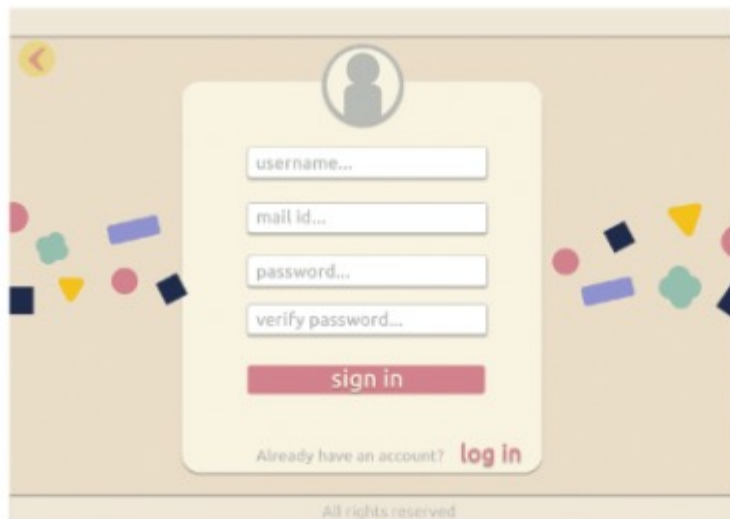 username...
mail id...
password...
verify password...
sign in
Already have an account? log in
All rights reserved